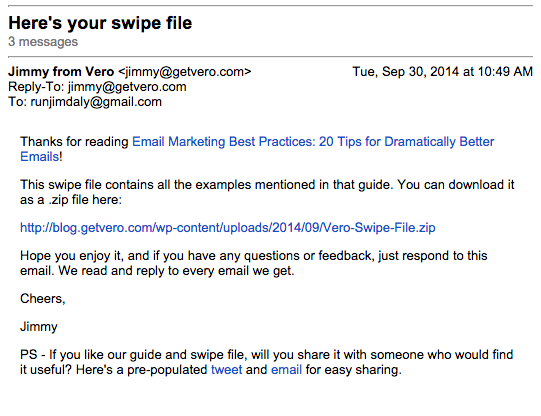 Here's your swipe file
3 messages
Jimmy from Vero <jimmy@getvero.com> Tue, Sep 30, 2014 at 10:49 AM
Reply-To: jimmy@getvero.com
To: runjimdaly@gmail.com
Thanks for reading Email Marketing Best Practices: 20 Tips for Dramatically Better
Emails!
This swipe file contains all the examples mentioned in that guide. You can download it
as a .zip file here:
http://blog.getvero.com/wp-content/uploads/2014/09/Vero-Swipe-File.zip
Hope you enjoy it, and if you have any questions or feedback, just respond to this
email. We read and reply to every email we get.
Cheers,
Jimmy
PS - If you like our guide and swipe file, will you share it with someone who would find
it useful? Here's a pre-populated tweet and email for easy sharing.